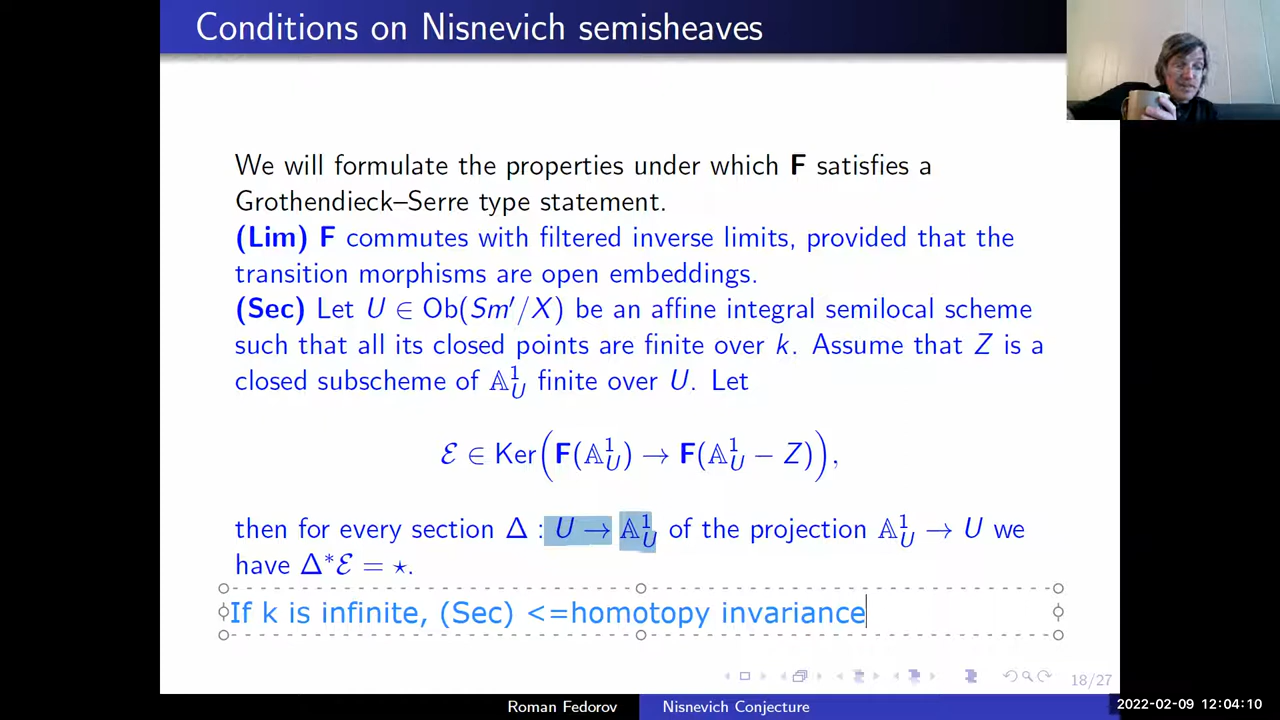 Conditions on Nisnevich semisheaves
We will formulate the properties under which F satisfies a
Grothendieck–Serre type statement.
(Lim) F commutes with filtered inverse limits, provided that the
transition morphisms are open embeddings.
(Sec) Let U ∈ Ob(Sm′/X) be an affine integral semilocal scheme
such that all its closed points are finite over k. Assume that Z is a
closed subscheme of 𝔸¹_U finite over U. Let
ℰ ∈ Ker(F(𝔸¹_U) → F(𝔸¹_U − Z)),
then for every section Δ : U → 𝔸¹_U of the projection 𝔸¹_U → U we
have Δ*ℰ = ⋆.
If k is infinite, (Sec) <=homotopy invariance
18/27
Roman Fedorov Nisnevich Conjecture
2022-02-09 12:04:10